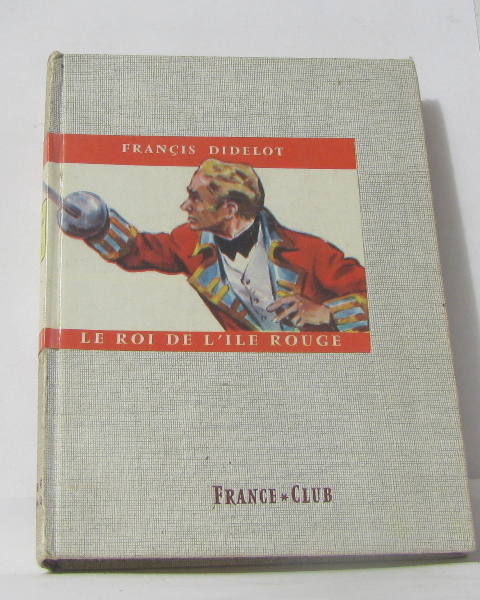 FRANÇIS DIDELOT
LE ROI DE L'ILE ROUGE
FRANCE * CLUB